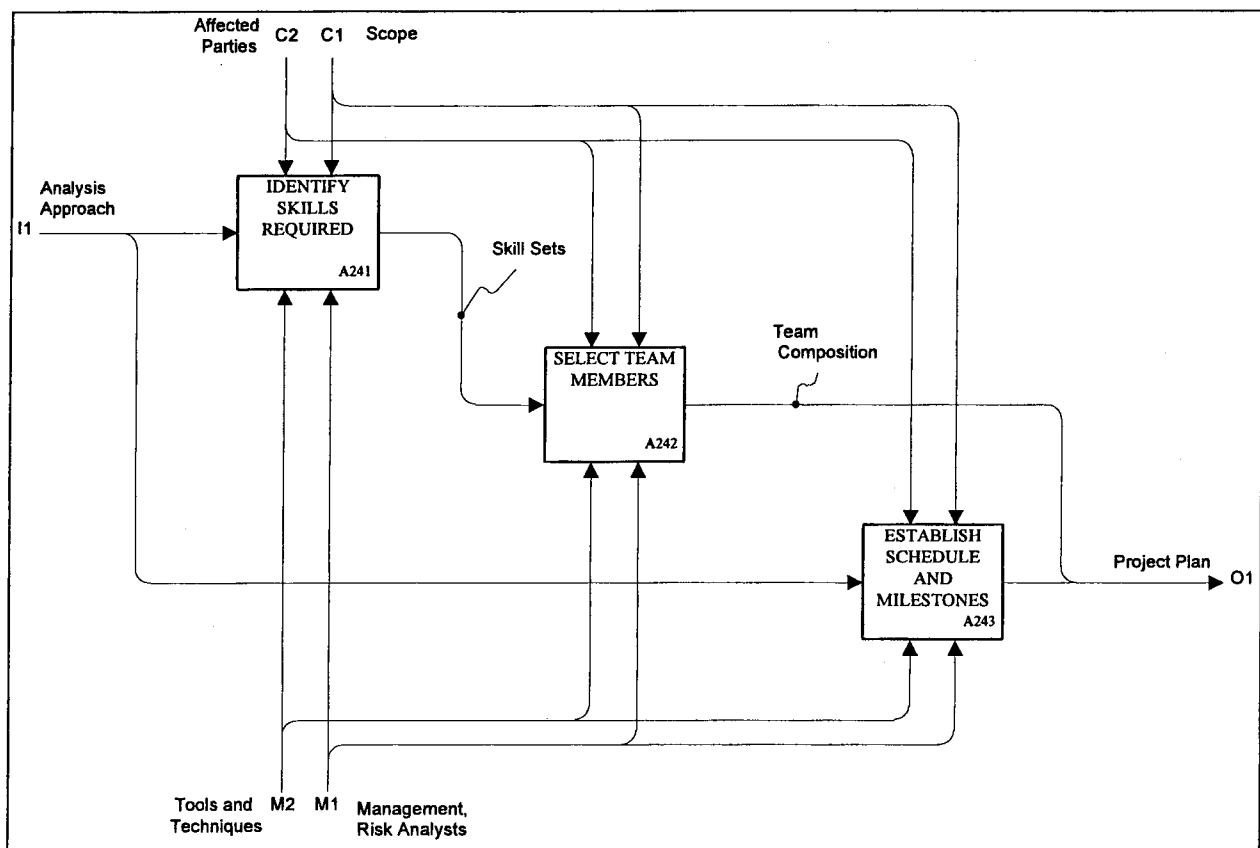 Affected
Parties
C2
C1
Scope
Analysis
Approach
I1
IDENTIFY
SKILLS
REQUIRED
A241
Skill Sets
SELECT TEAM
MEMBERS
A242
Team
Composition
ESTABLISH
SCHEDULE
AND
MILESTONES
A243
Project Plan
O1
Tools and
Techniques
M2
M1
Management,
Risk Analysts